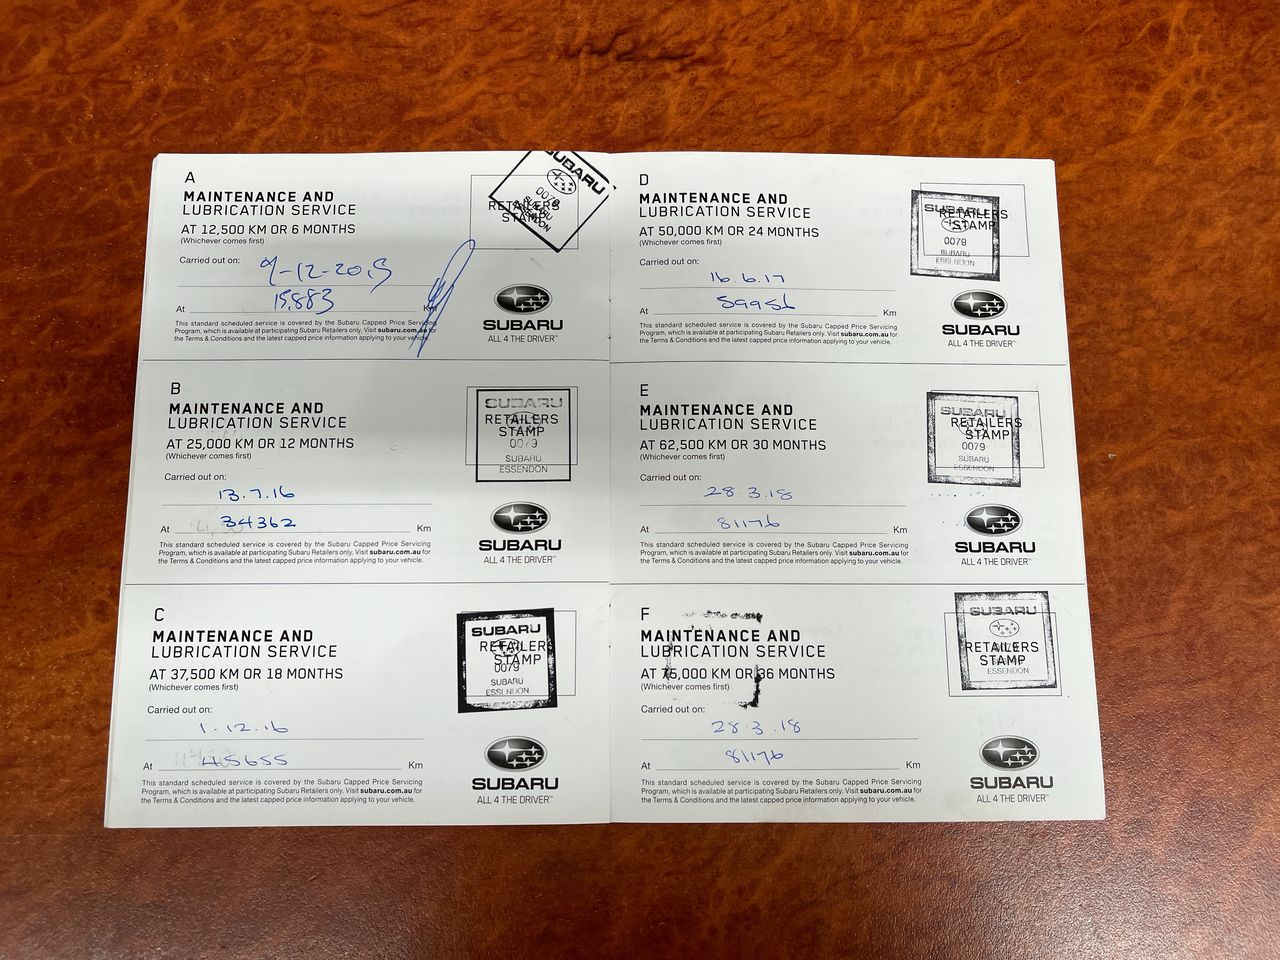 A
MAINTENANCE AND
LUBRICATION SERVICE
AT 12,500 KM OR 6 MONTHS
(Whichever comes first)
Carried out on:
9-12-2015
At 15,883 Km
This standard scheduled service is covered by the Subaru Capped Price Servicing
Program, which is available at participating Subaru Retailers only. Visit subaru.com.au for
the Terms & Conditions and the latest capped price information applying to your vehicle.
RETAILERS
STAMP
SUBARU
0079
SUBARU
ESSENDON
SUBARU
ALL 4 THE DRIVER™
B
MAINTENANCE AND
LUBRICATION SERVICE
AT 25,000 KM OR 12 MONTHS
(Whichever comes first)
Carried out on:
13.7.16
At 34362 Km
This standard scheduled service is covered by the Subaru Capped Price Servicing
Program, which is available at participating Subaru Retailers only. Visit subaru.com.au for
the Terms & Conditions and the latest capped price information applying to your vehicle.
RETAILERS
STAMP
SUBARU
0079
SUBARU
ESSENDON
SUBARU
ALL 4 THE DRIVER™
C
MAINTENANCE AND
LUBRICATION SERVICE
AT 37,500 KM OR 18 MONTHS
(Whichever comes first)
Carried out on:
1.12.16
At 45655 Km
This standard scheduled service is covered by the Subaru Capped Price Servicing
Program, which is available at participating Subaru Retailers only. Visit subaru.com.au for
the Terms & Conditions and the latest capped price information applying to your vehicle.
RETAILERS
STAMP
SUBARU
0079
SUBARU
ESSENDON
SUBARU
ALL 4 THE DRIVER™
D
MAINTENANCE AND
LUBRICATION SERVICE
AT 50,000 KM OR 24 MONTHS
(Whichever comes first)
Carried out on:
16.6.17
At 59956 Km
This standard scheduled service is covered by the Subaru Capped Price Servicing
Program, which is available at participating Subaru Retailers only. Visit subaru.com.au for
the Terms & Conditions and the latest capped price information applying to your vehicle.
RETAILERS
STAMP
SUBARU
0079
SUBARU
ESSENDON
SUBARU
ALL 4 THE DRIVER™
E
MAINTENANCE AND
LUBRICATION SERVICE
AT 62,500 KM OR 30 MONTHS
(Whichever comes first)
Carried out on:
28.3.18
At 81176 Km
This standard scheduled service is covered by the Subaru Capped Price Servicing
Program, which is available at participating Subaru Retailers only. Visit subaru.com.au for
the Terms & Conditions and the latest capped price information applying to your vehicle.
RETAILERS
STAMP
SUBARU
0079
SUBARU
ESSENDON
SUBARU
ALL 4 THE DRIVER™
F
MAINTENANCE AND
LUBRICATION SERVICE
AT 75,000 KM OR 36 MONTHS
(Whichever comes first)
Carried out on:
28.3.18
At 81176 Km
This standard scheduled service is covered by the Subaru Capped Price Servicing
Program, which is available at participating Subaru Retailers only. Visit subaru.com.au for
the Terms & Conditions and the latest capped price information applying to your vehicle.
RETAILERS
STAMP
SUBARU
ESSENDON
SUBARU
ALL 4 THE DRIVER™